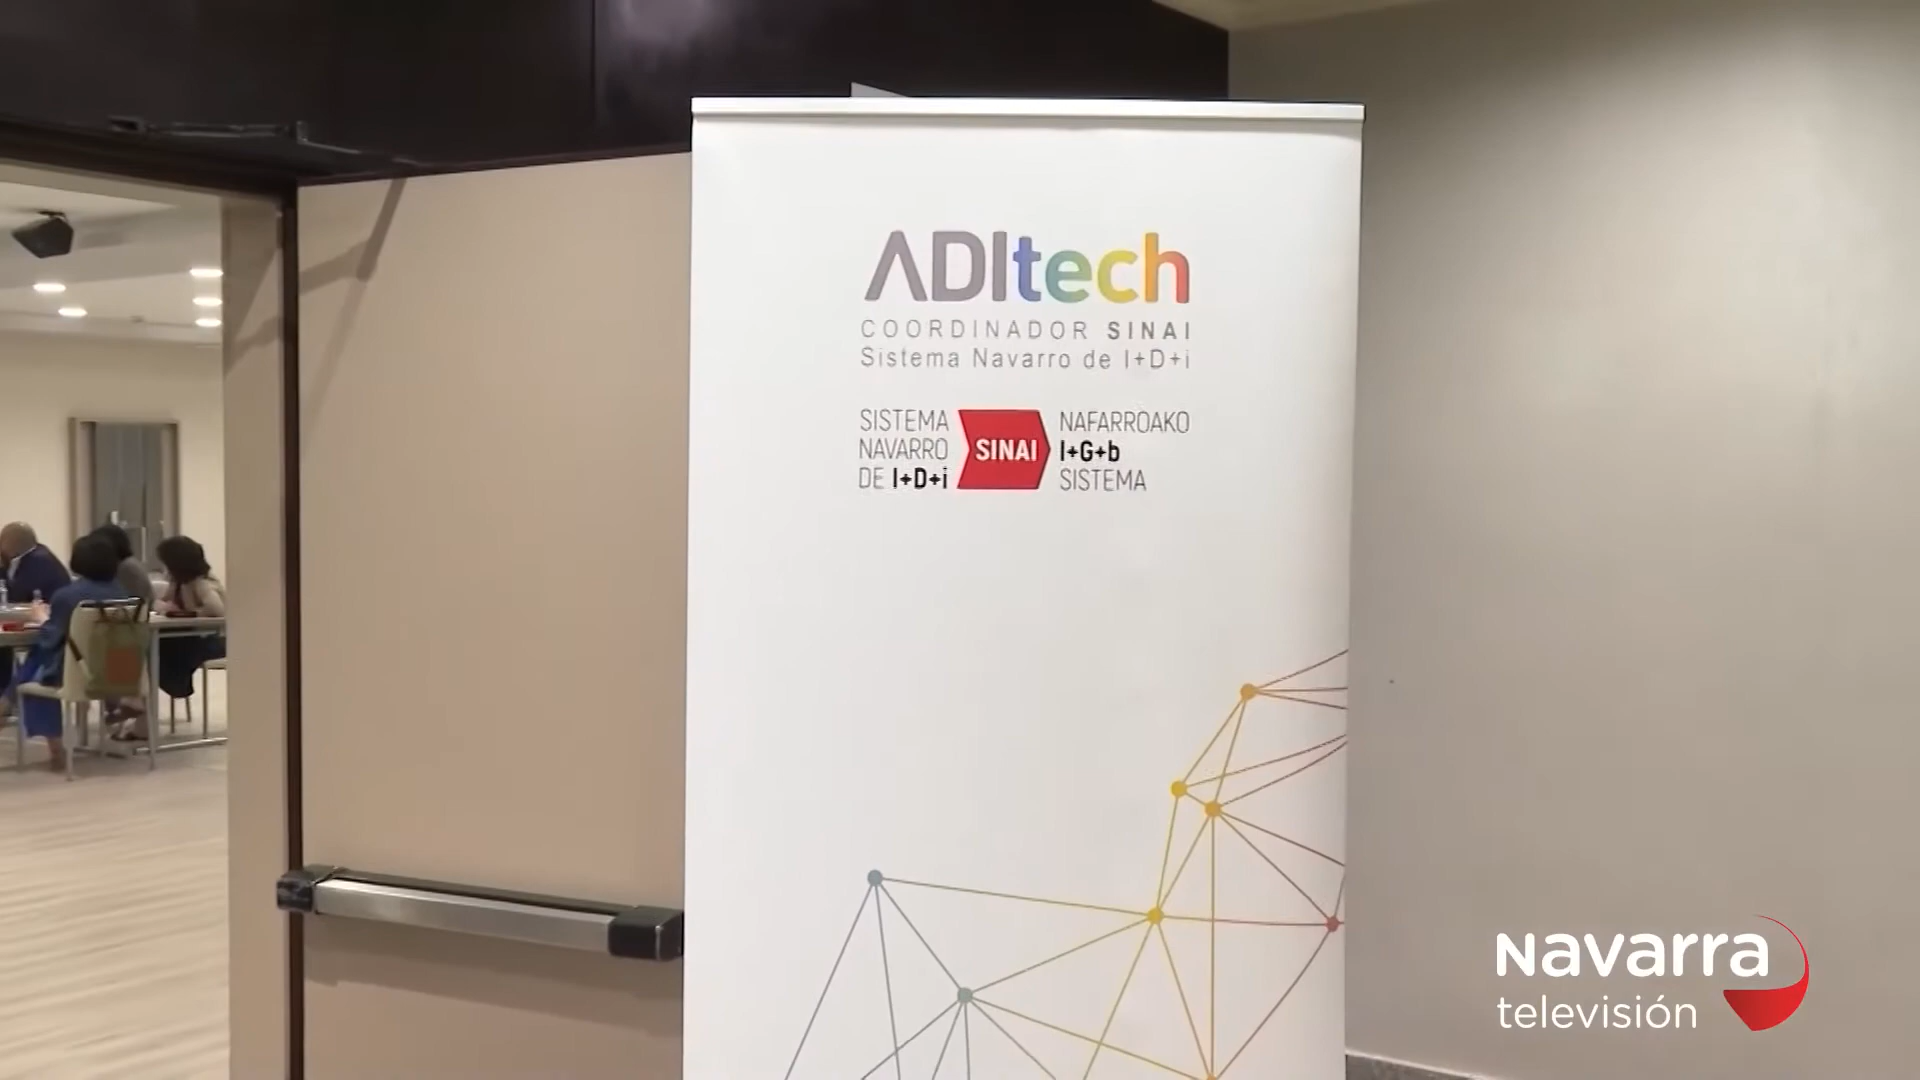 ADItech
COORDINADOR SINAI
Sistema Navarro de I+D+i
SISTEMA
NAVARRO
DE I+D+i
SINAI
NAFARROAKO
I+G+b
SISTEMA
Navarra
televisión